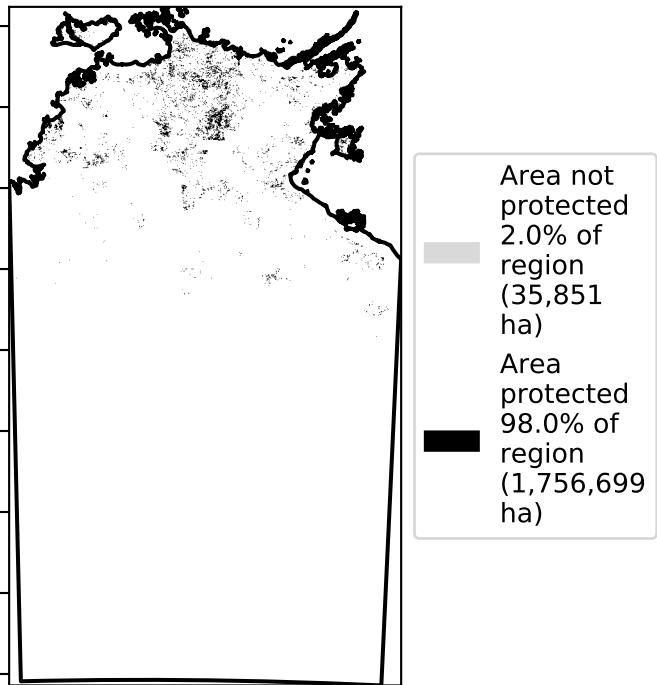 Area not
protected
2.0% of
region
(35,851
ha)
Area
protected
98.0% of
region
(1,756,699
ha)